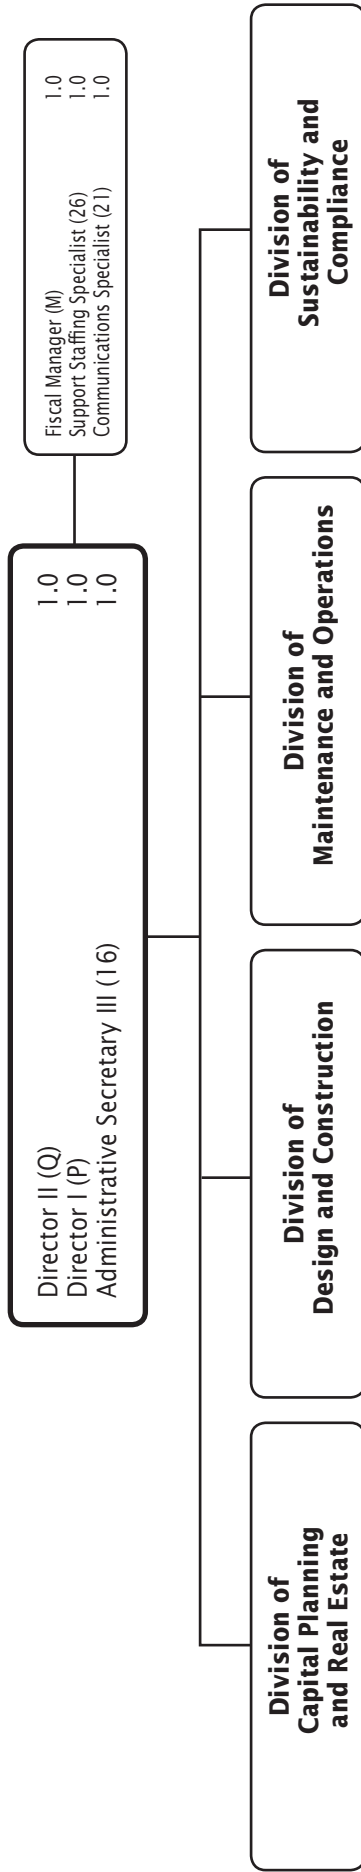 Director II (Q) 1.0
Director I (P) 1.0
Administrative Secretary III (16) 1.0
Fiscal Manager (M) 1.0
Support Staffing Specialist (26) 1.0
Communications Specialist (21) 1.0
Division of
Capital Planning
and Real Estate
Division of
Design and Construction
Division of
Maintenance and Operations
Division of
Sustainability and
Compliance